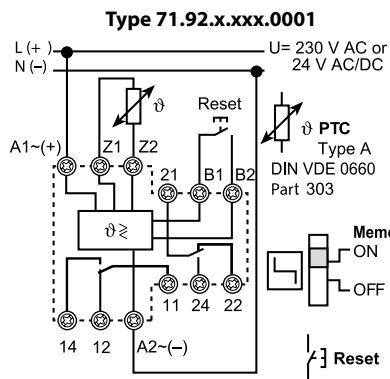 Type 71.92.x.xxx.0001
L (+)
U= 230 V AC or
N (–)
24 V AC/DC
ϑ
Reset
ϑ PTC
Type A
DIN VDE 0660
Part 303
A1~(+) Z1 Z2
21 B1 B2
ϑ ≷
Memo
ON
OFF
11 24 22
14 12 A2~(–)
Reset